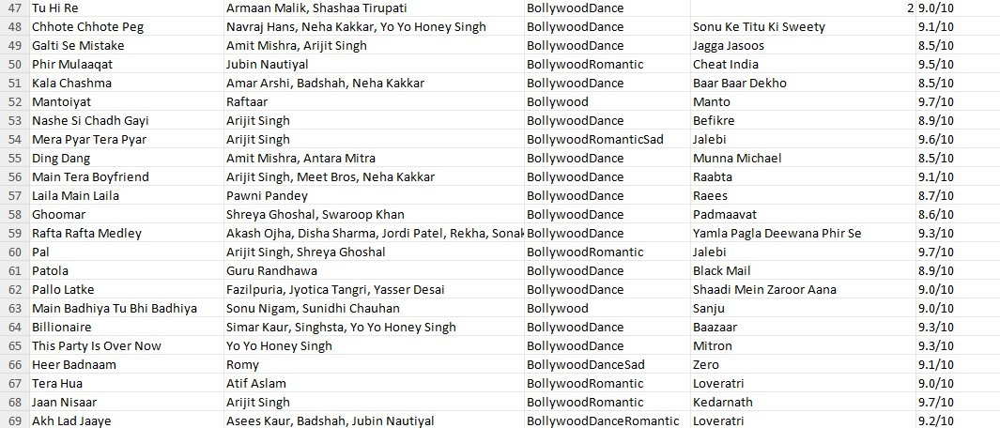 47 Tu Hi Re Armaan Malik, Shashaa Tirupati BollywoodDance 2 9.0/10
48 Chhote Chhote Peg Navraj Hans, Neha Kakkar, Yo Yo Honey Singh BollywoodDance Sonu Ke Titu Ki Sweety 9.1/10
49 Galti Se Mistake Amit Mishra, Arijit Singh BollywoodDance Jagga Jasoos 8.5/10
50 Phir Mulaaqat Jubin Nautiyal BollywoodRomantic Cheat India 9.5/10
51 Kala Chashma Amar Arshi, Badshah, Neha Kakkar BollywoodDance Baar Baar Dekho 8.5/10
52 Mantoiyat Raftaar Bollywood Manto 9.7/10
53 Nashe Si Chadh Gayi Arijit Singh BollywoodDance Befikre 8.9/10
54 Mera Pyar Tera Pyar Arijit Singh BollywoodRomanticSad Jalebi 9.6/10
55 Ding Dang Amit Mishra, Antara Mitra BollywoodDance Munna Michael 8.5/10
56 Main Tera Boyfriend Arijit Singh, Meet Bros, Neha Kakkar BollywoodDance Raabta 9.1/10
57 Laila Main Laila Pawni Pandey BollywoodDance Raees 8.7/10
58 Ghoomar Shreya Ghoshal, Swaroop Khan BollywoodDance Padmaavat 8.6/10
59 Rafta Rafta Medley Akash Ojha, Disha Sharma, Jordi Patel, Rekha, Sonak BollywoodDance Yamla Pagla Deewana Phir Se 9.3/10
60 Pal Arijit Singh, Shreya Ghoshal BollywoodRomantic Jalebi 9.7/10
61 Patola Guru Randhawa BollywoodDance Black Mail 8.9/10
62 Pallo Latke Fazilpuria, Jyotica Tangri, Yasser Desai BollywoodDance Shaadi Mein Zaroor Aana 9.0/10
63 Main Badhiya Tu Bhi Badhiya Sonu Nigam, Sunidhi Chauhan Bollywood Sanju 9.0/10
64 Billionaire Simar Kaur, Singhsta, Yo Yo Honey Singh BollywoodDance Baazaar 9.3/10
65 This Party Is Over Now Yo Yo Honey Singh BollywoodDance Mitron 9.3/10
66 Heer Badnaam Romy BollywoodDanceSad Zero 9.1/10
67 Tera Hua Atif Aslam BollywoodRomantic Loveratri 9.0/10
68 Jaan Nisaar Arijit Singh BollywoodRomantic Kedarnath 9.7/10
69 Akh Lad Jaaye Asees Kaur, Badshah, Jubin Nautiyal BollywoodDanceRomantic Loveratri 9.2/10